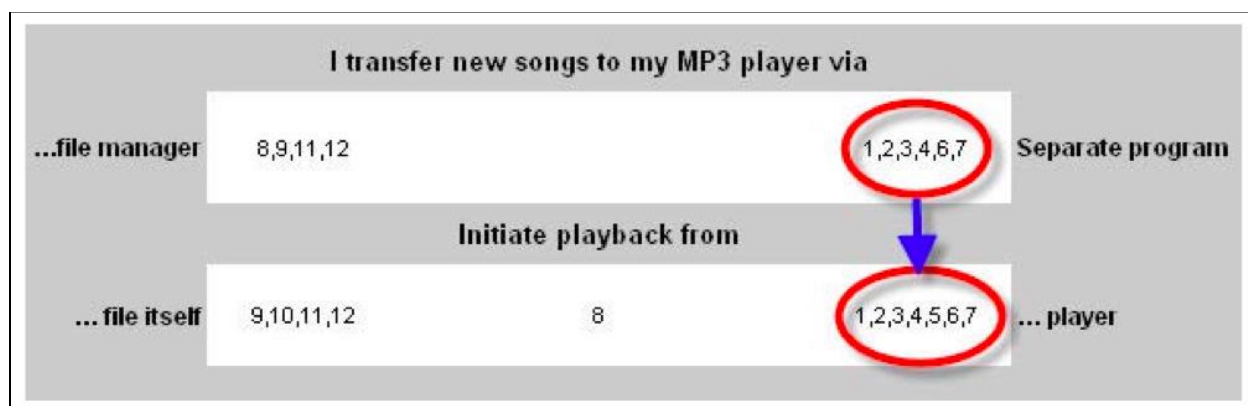 I transfer new songs to my MP3 player via
...file manager 8,9,11,12 1,2,3,4,6,7 Separate program
Initiate playback from
... file itself 9,10,11,12 8 1,2,3,4,5,6,7 ... player